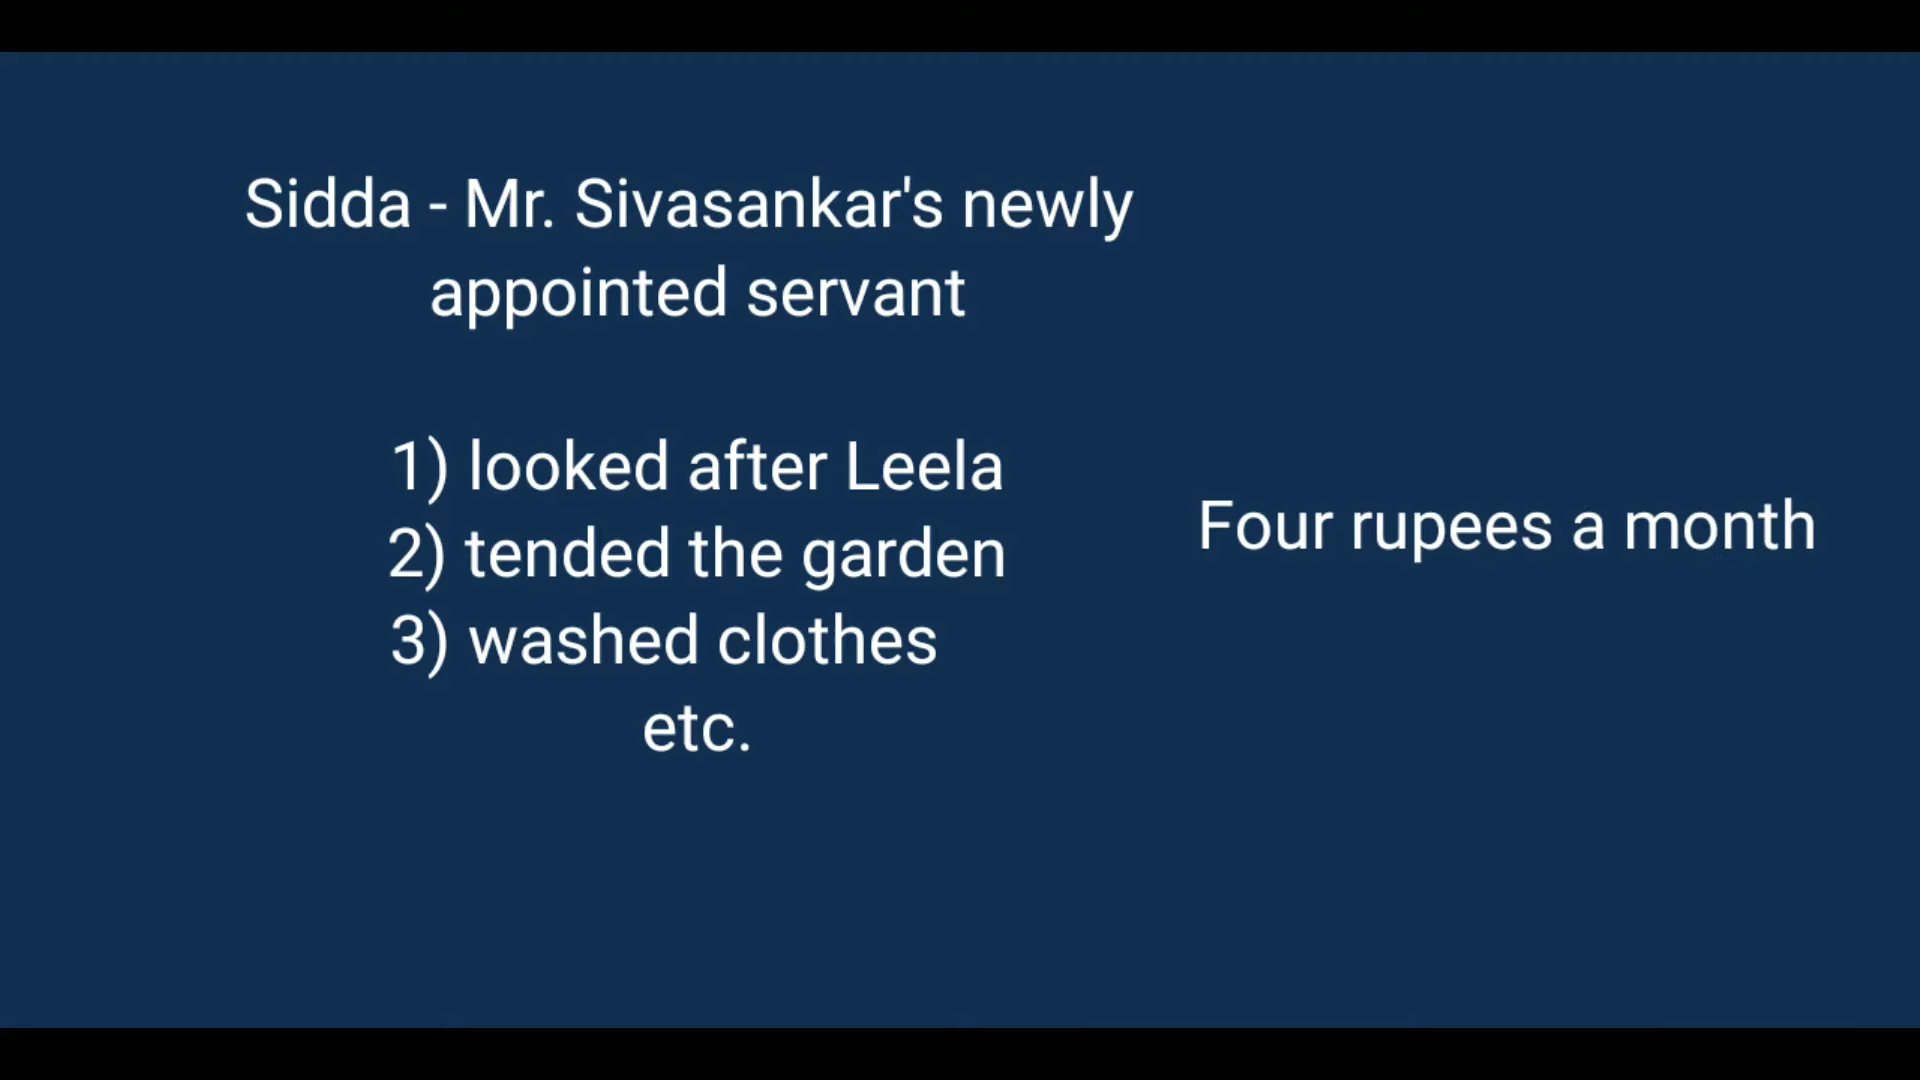 Sidda - Mr. Sivasankar's newly
appointed servant
1) looked after Leela
2) tended the garden
3) washed clothes
etc.
Four rupees a month